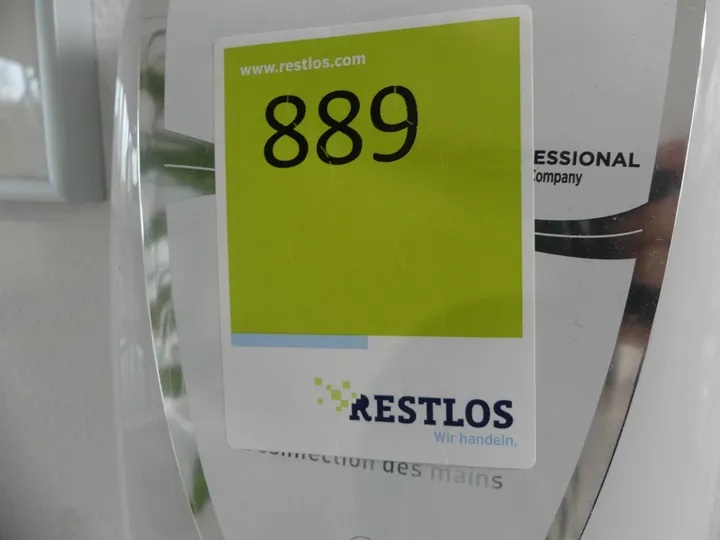 www.restlos.com
889
ESSIONAL
Company
RESTLOS
Wir handeln.
des mains